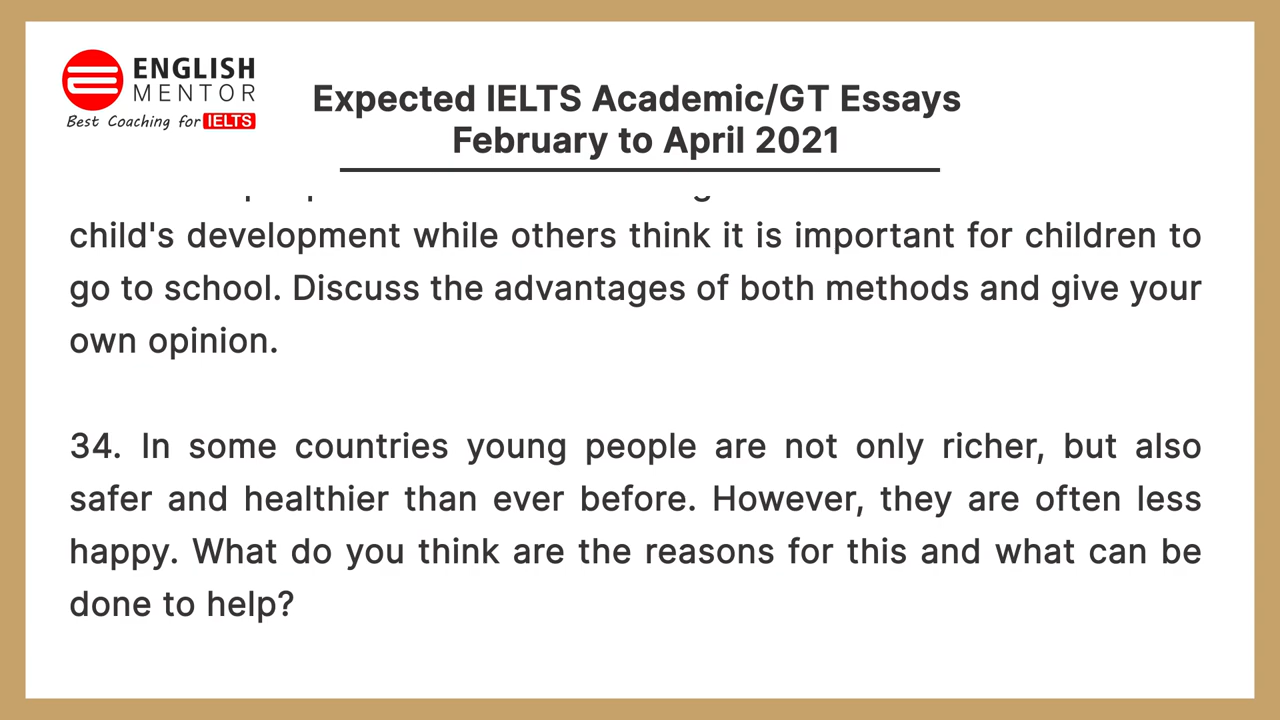 ENGLISH
MENTOR
Best Coaching for IELTS
Expected IELTS Academic/GT Essays
February to April 2021
child's development while others think it is important for children to
go to school. Discuss the advantages of both methods and give your
own opinion.
34. In some countries young people are not only richer, but also
safer and healthier than ever before. However, they are often less
happy. What do you think are the reasons for this and what can be
done to help?